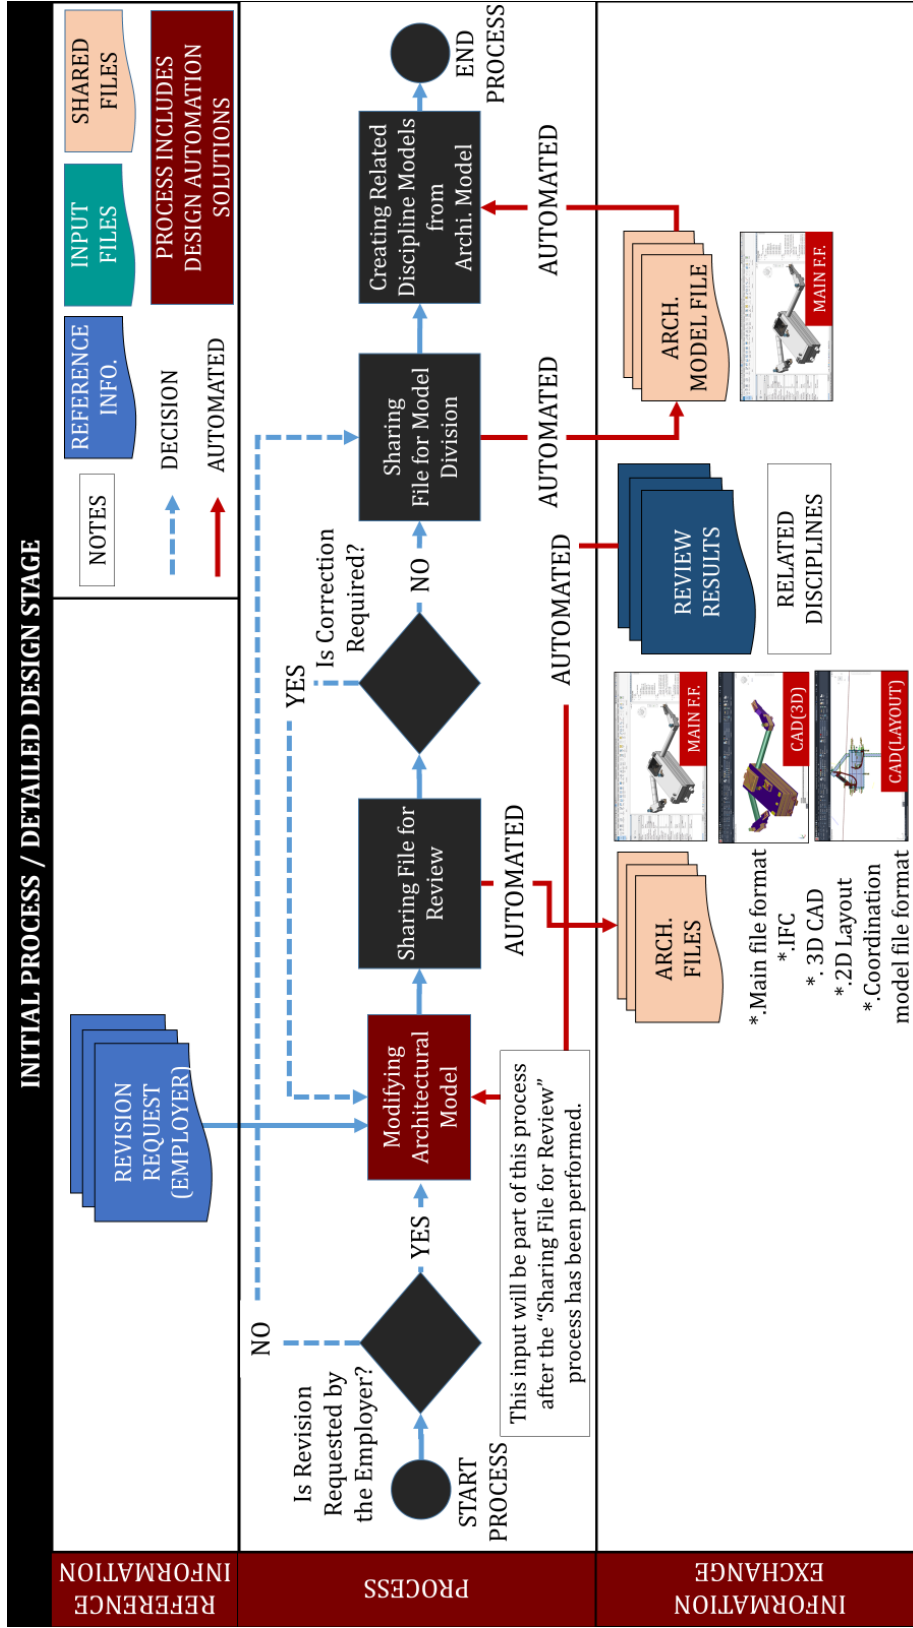 INITIAL PROCESS / DETAILED DESIGN STAGE
REFERENCE
INFORMATION
REVISION
REQUEST
(EMPLOYER)
NOTES
REFERENCE
INFO.
INPUT
FILES
SHARED
FILES
DECISION
AUTOMATED
PROCESS INCLUDES
DESIGN AUTOMATION
SOLUTIONS
PROCESS
START
PROCESS
Is Revision
Requested by
the Employer?
NO
YES
Modifying
Architectural
Model
Sharing File for
Review
YES
Is Correction
Required?
NO
Sharing
File for Model
Division
Creating Related
Discipline Models
from
Archi. Model
END
PROCESS
This input will be part of this process
after the “Sharing File for Review”
process has been performed.
AUTOMATED
AUTOMATED
AUTOMATED
AUTOMATED
INFORMATION
EXCHANGE
ARCH.
FILES
*.Main file format
*.IFC
*. 3D CAD
*.2D Layout
*.Coordination
model file format
MAIN F.F.
CAD(3D)
CAD(LAYOUT)
REVIEW
RESULTS
RELATED
DISCIPLINES
ARCH.
MODEL FILE
MAIN F.F.